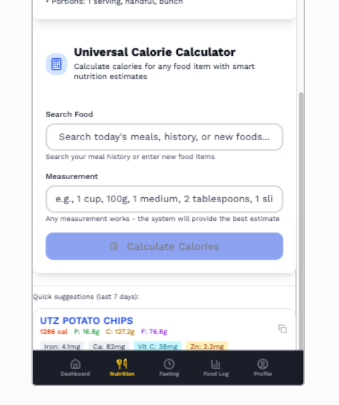 • Portions: 1 serving, handful, bunch
Universal Calorie Calculator
Calculate calories for any food item with smart
nutrition estimates
Search Food
Search today's meals, history, or new foods...
Search your meal history or enter new food items
Measurement
e.g., 1 cup, 100g, 1 medium, 2 tablespoons, 1 sli
Any measurement works - the system will provide the best estimate
Calculate Calories
Quick suggestions (last 7 days):
UTZ POTATO CHIPS
1286 cal P: 16.8g C: 127.2g F: 76.8g
Iron: 4.1mg Ca: 82mg Vit C: 38mg Zn: 2.2mg
Dashboard Nutrition Fasting Food Log Profile